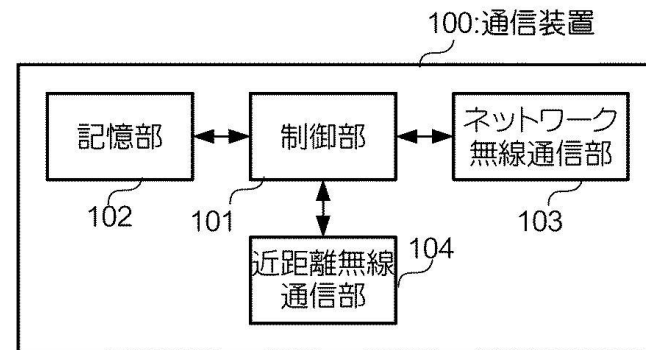 100:通信装置
記憶部
制御部
ネットワーク
無線通信部
102
101
103
近距離無線
通信部
104